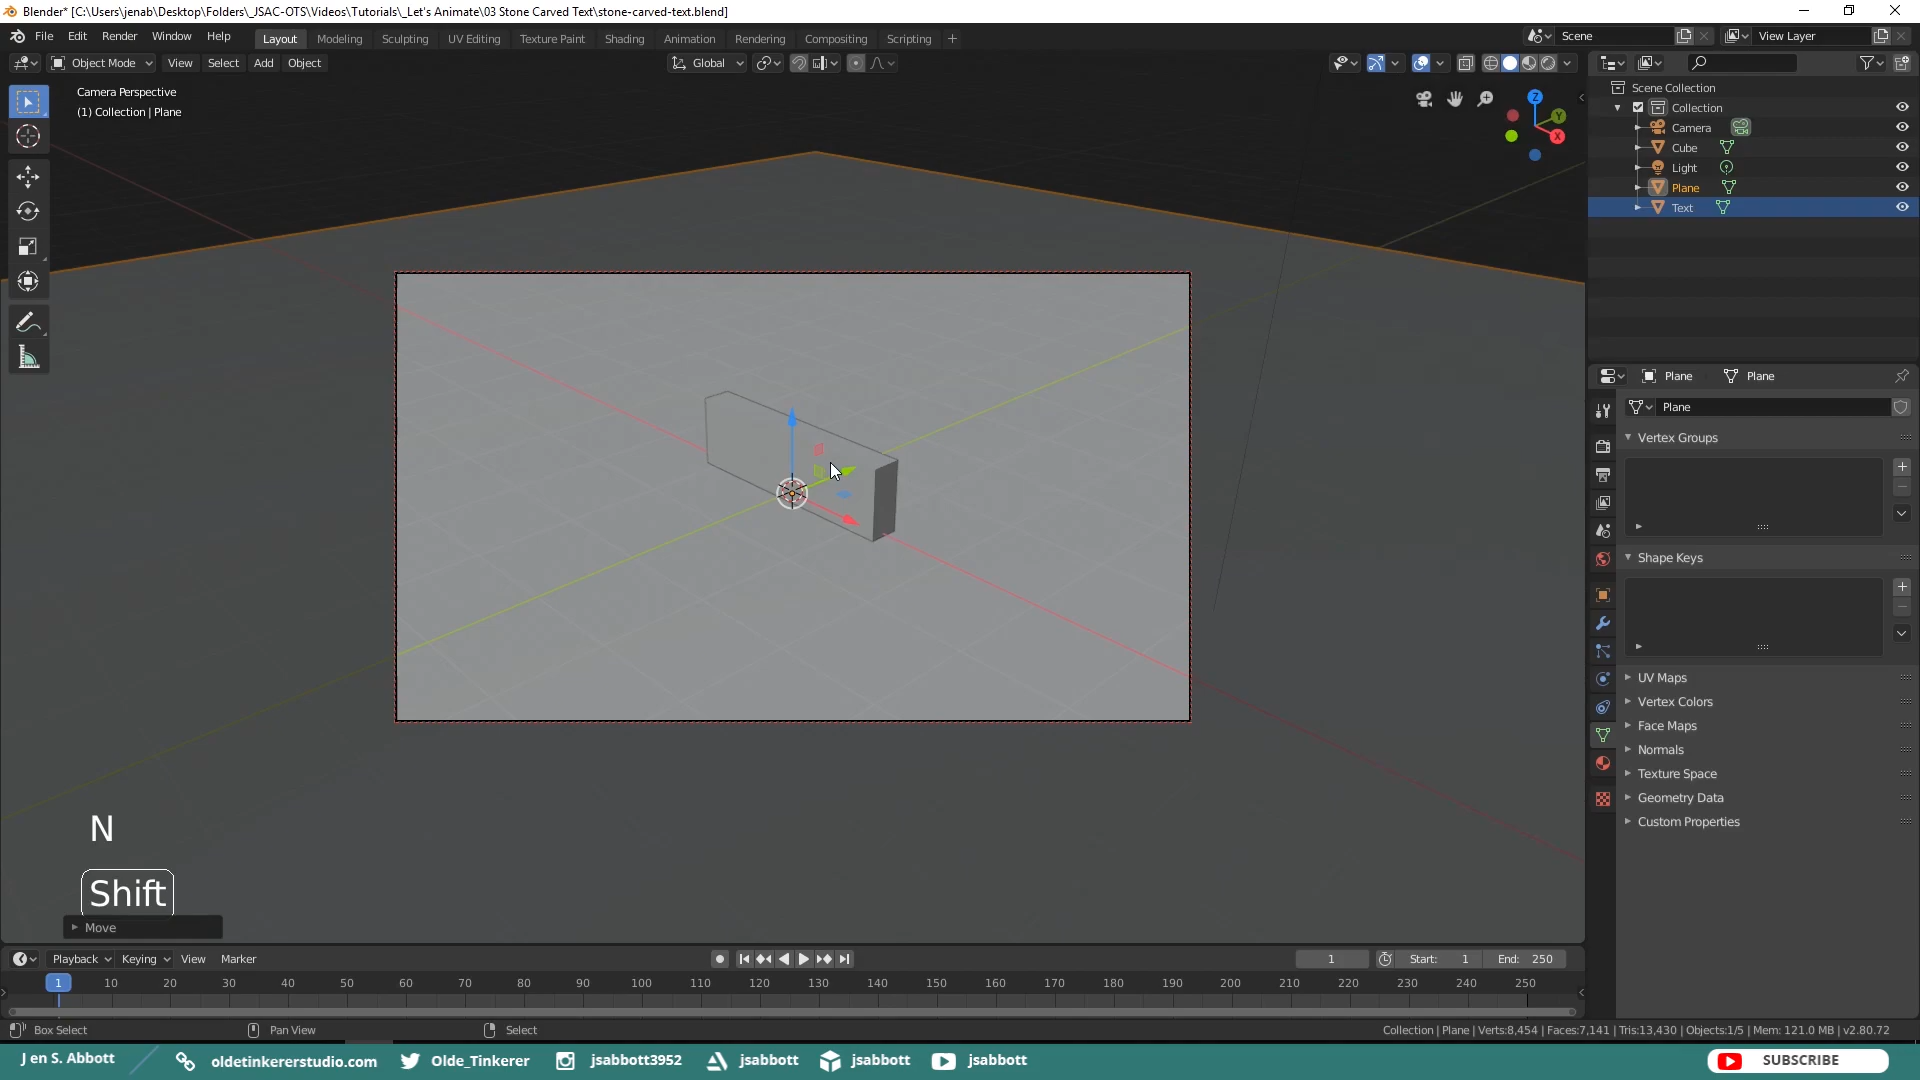 Blender* [C:\Users\jenab\Desktop\Folders\_JSAC-OTS\Videos\Tutorials\_Let's Animate\03 Stone Carved Text\stone-carved-text.blend]
File Edit Render Window Help
Layout Modeling Sculpting UV Editing Texture Paint Shading Animation Rendering Compositing Scripting +
Scene
View Layer
Object Mode View Select Add Object
Global
Camera Perspective
(1) Collection | Plane
Z
Y
X
Scene Collection
Collection
Camera
Cube
Light
Plane
Text
Plane Plane
Plane
Vertex Groups
Shape Keys
UV Maps
Vertex Colors
Face Maps
Normals
Texture Space
Geometry Data
Custom Properties
N
Shift
Move
Playback Keying View Marker
1 Start: 1 End: 250
1 10 20 30 40 50 60 70 80 90 100 110 120 130 140 150 160 170 180 190 200 210 220 230 240 250
Box Select Pan View Select
Collection | Plane | Verts:8,454 | Faces:7,141 | Tris:13,430 | Objects:1/5 | Mem: 121.0 MB | v2.80.72
J en S. Abbott oldetinkererstudio.com Olde_Tinkerer jsabbott3952 jsabbott jsabbott jsabbott SUBSCRIBE